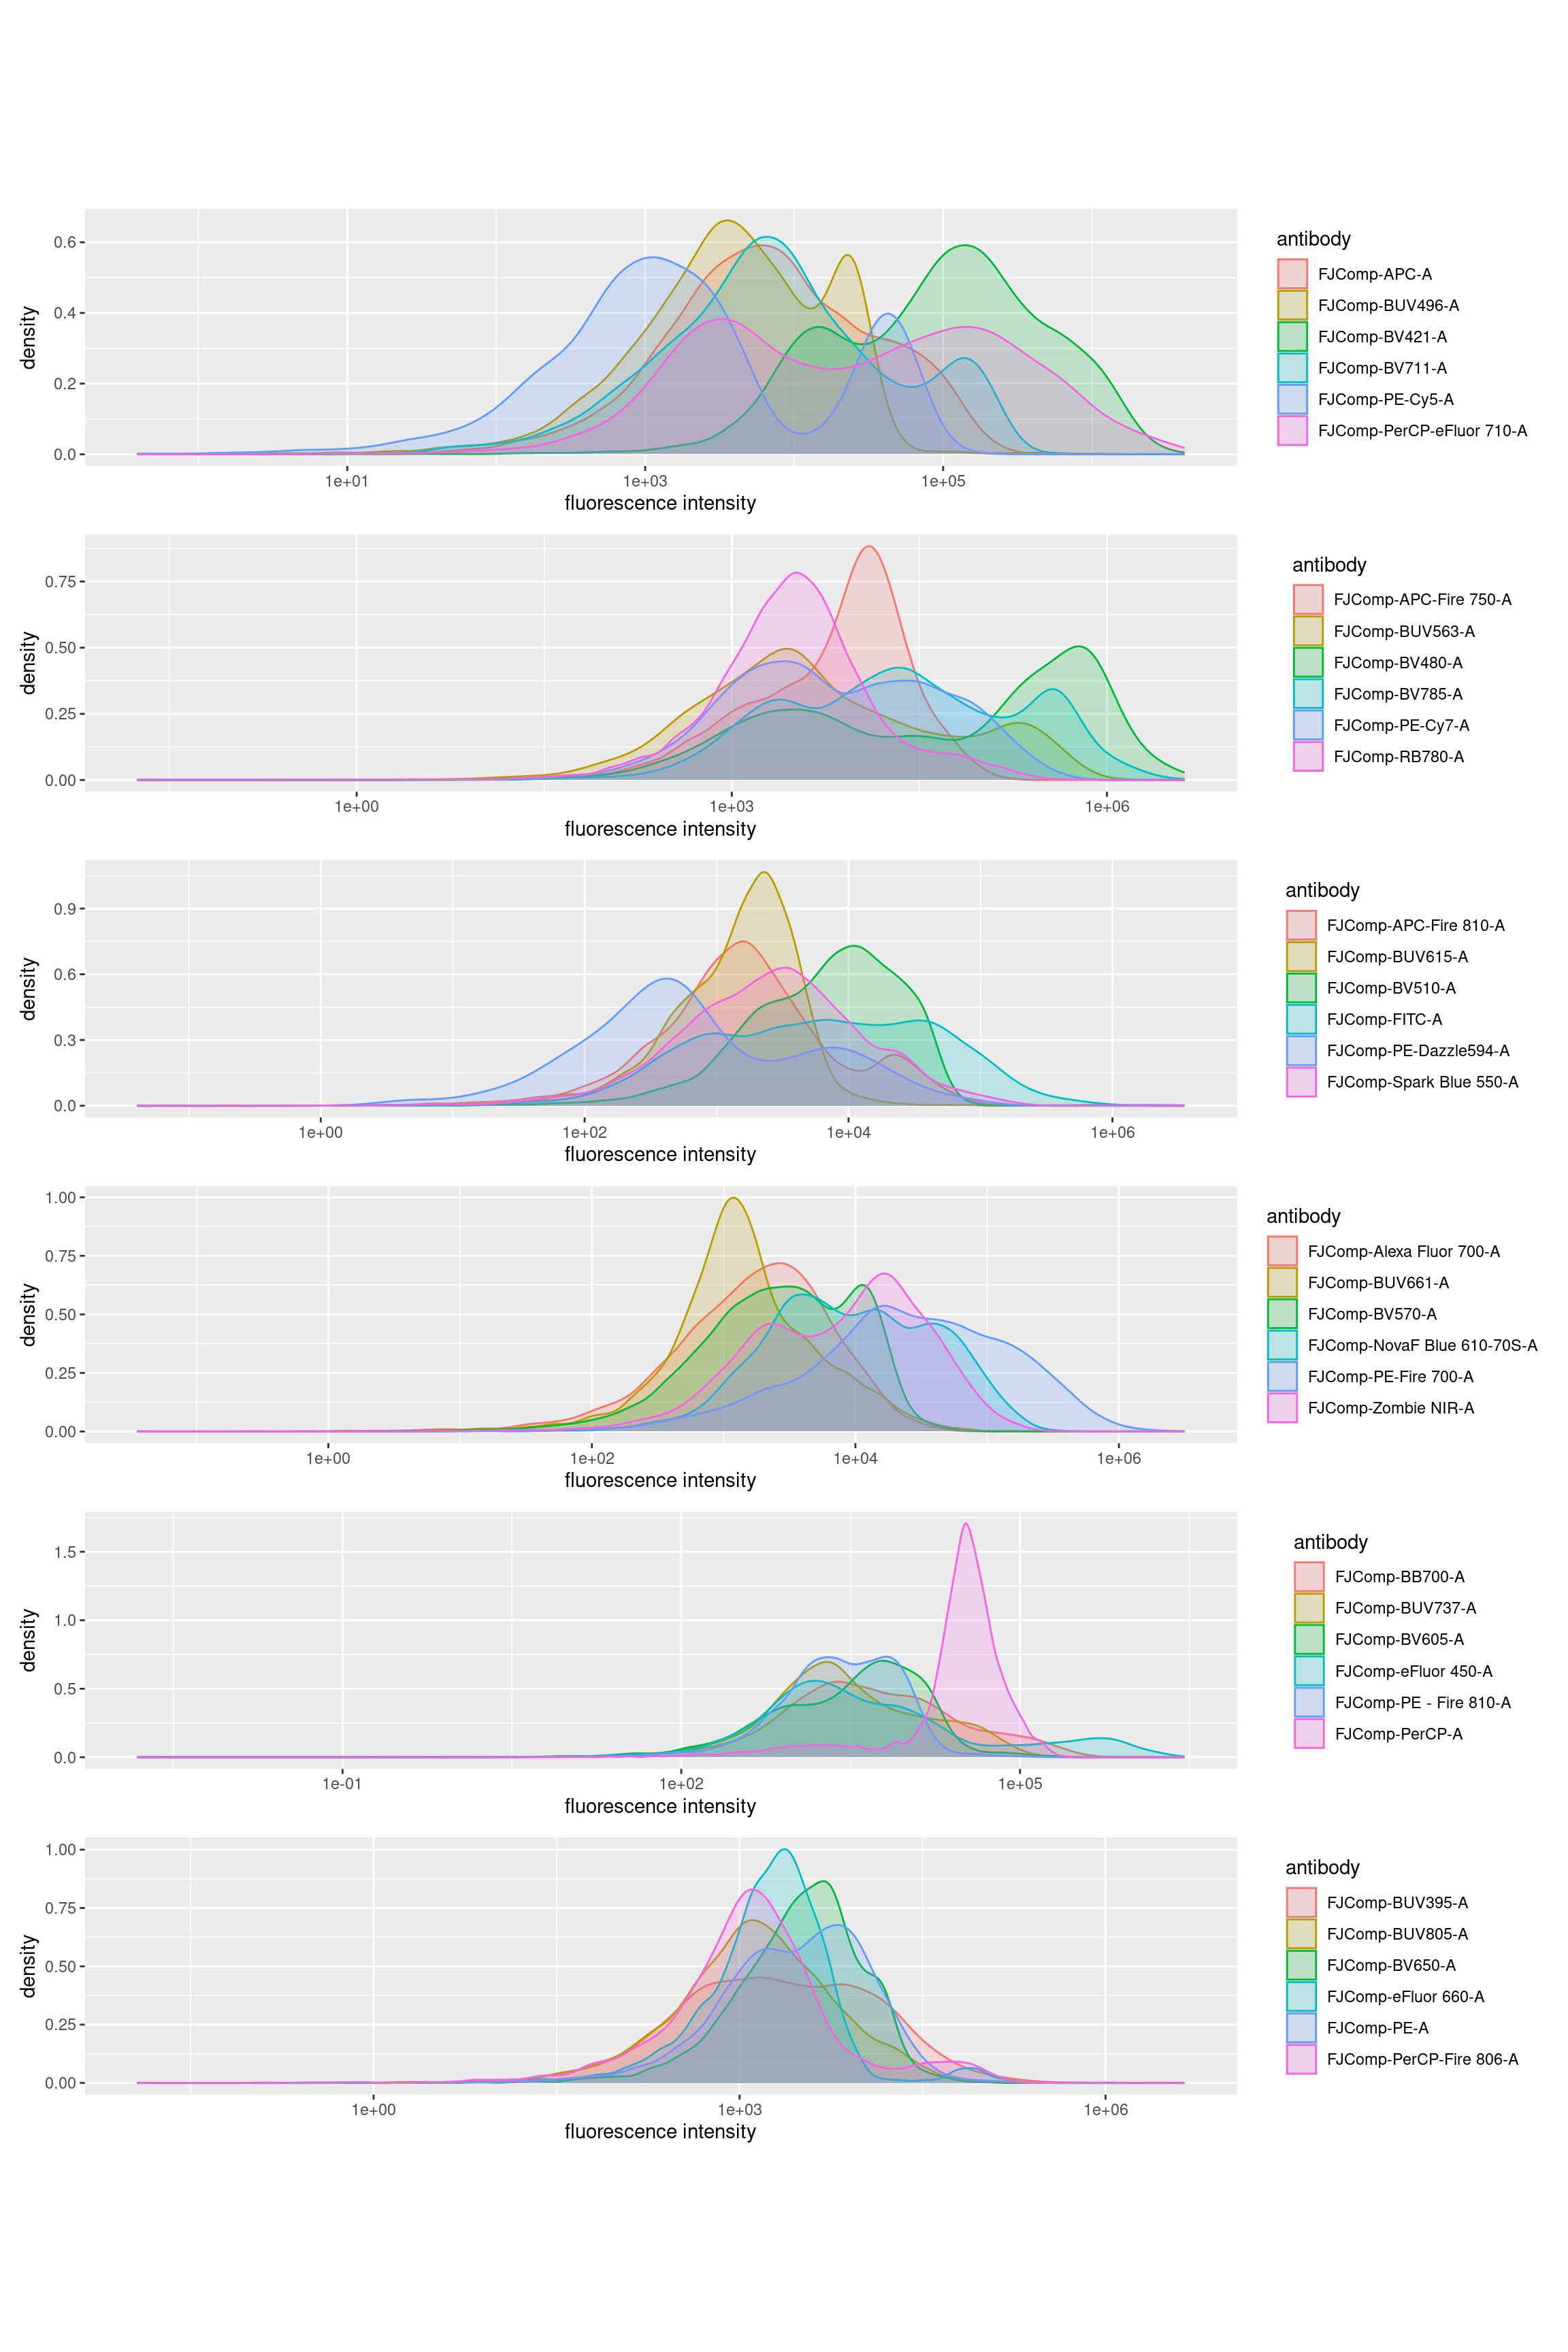 antibody
0.6
FJComp-APC-A
FJComp-BUV496-A
0.4
FJComp-BV421-A
density
FJComp-BV711-A
0.2
FJComp-PE-Cy5-A
FJComp-PerCP-eFluor 710-A
0.0
1e+01 1e+03 1e+05
fluorescence intensity
antibody
0.75
FJComp-APC-Fire 750-A
FJComp-BUV563-A
0.50
FJComp-BV480-A
density
FJComp-BV785-A
0.25
FJComp-PE-Cy7-A
FJComp-RB780-A
0.00
1e+00 1e+03 1e+06
fluorescence intensity
antibody
0.9
FJComp-APC-Fire 810-A
FJComp-BUV615-A
0.6
FJComp-BV510-A
density
FJComp-FITC-A
0.3
FJComp-PE-Dazzle594-A
FJComp-Spark Blue 550-A
0.0
1e+00 1e+02 1e+04 1e+06
fluorescence intensity
1.00
antibody
0.75
FJComp-Alexa Fluor 700-A
FJComp-BUV661-A
0.50
FJComp-BV570-A
density
FJComp-NovaF Blue 610-70S-A
0.25
FJComp-PE-Fire 700-A
FJComp-Zombie NIR-A
0.00
1e+00 1e+02 1e+04 1e+06
fluorescence intensity
antibody
1.5
FJComp-BB700-A
FJComp-BUV737-A
1.0
FJComp-BV605-A
density
FJComp-eFluor 450-A
0.5
FJComp-PE - Fire 810-A
FJComp-PerCP-A
0.0
1e-01 1e+02 1e+05
fluorescence intensity
1.00
antibody
0.75
FJComp-BUV395-A
FJComp-BUV805-A
0.50
FJComp-BV650-A
density
FJComp-eFluor 660-A
0.25
FJComp-PE-A
FJComp-PerCP-Fire 806-A
0.00
1e+00 1e+03 1e+06
fluorescence intensity